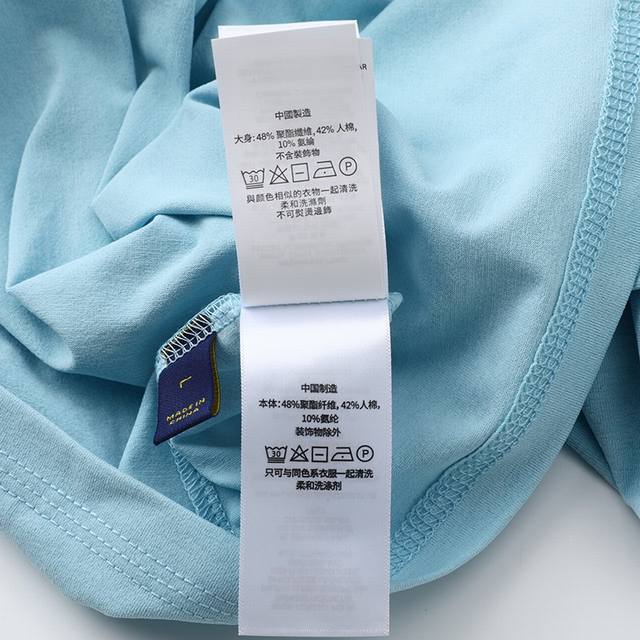 AR
中國製造
大身: 48% 聚酯纖維, 42% 人棉,
10% 氨綸
不含裝飾物
30 P
與顏色相似的衣物一起清洗
柔和洗滌劑
不可熨燙邊飾
L
MADE IN
CHINA
中国制造
本体: 48%聚酯纤维, 42%人棉,
10%氨纶
装饰物除外
30 P
只可与同色系衣服一起清洗
柔和洗涤剂